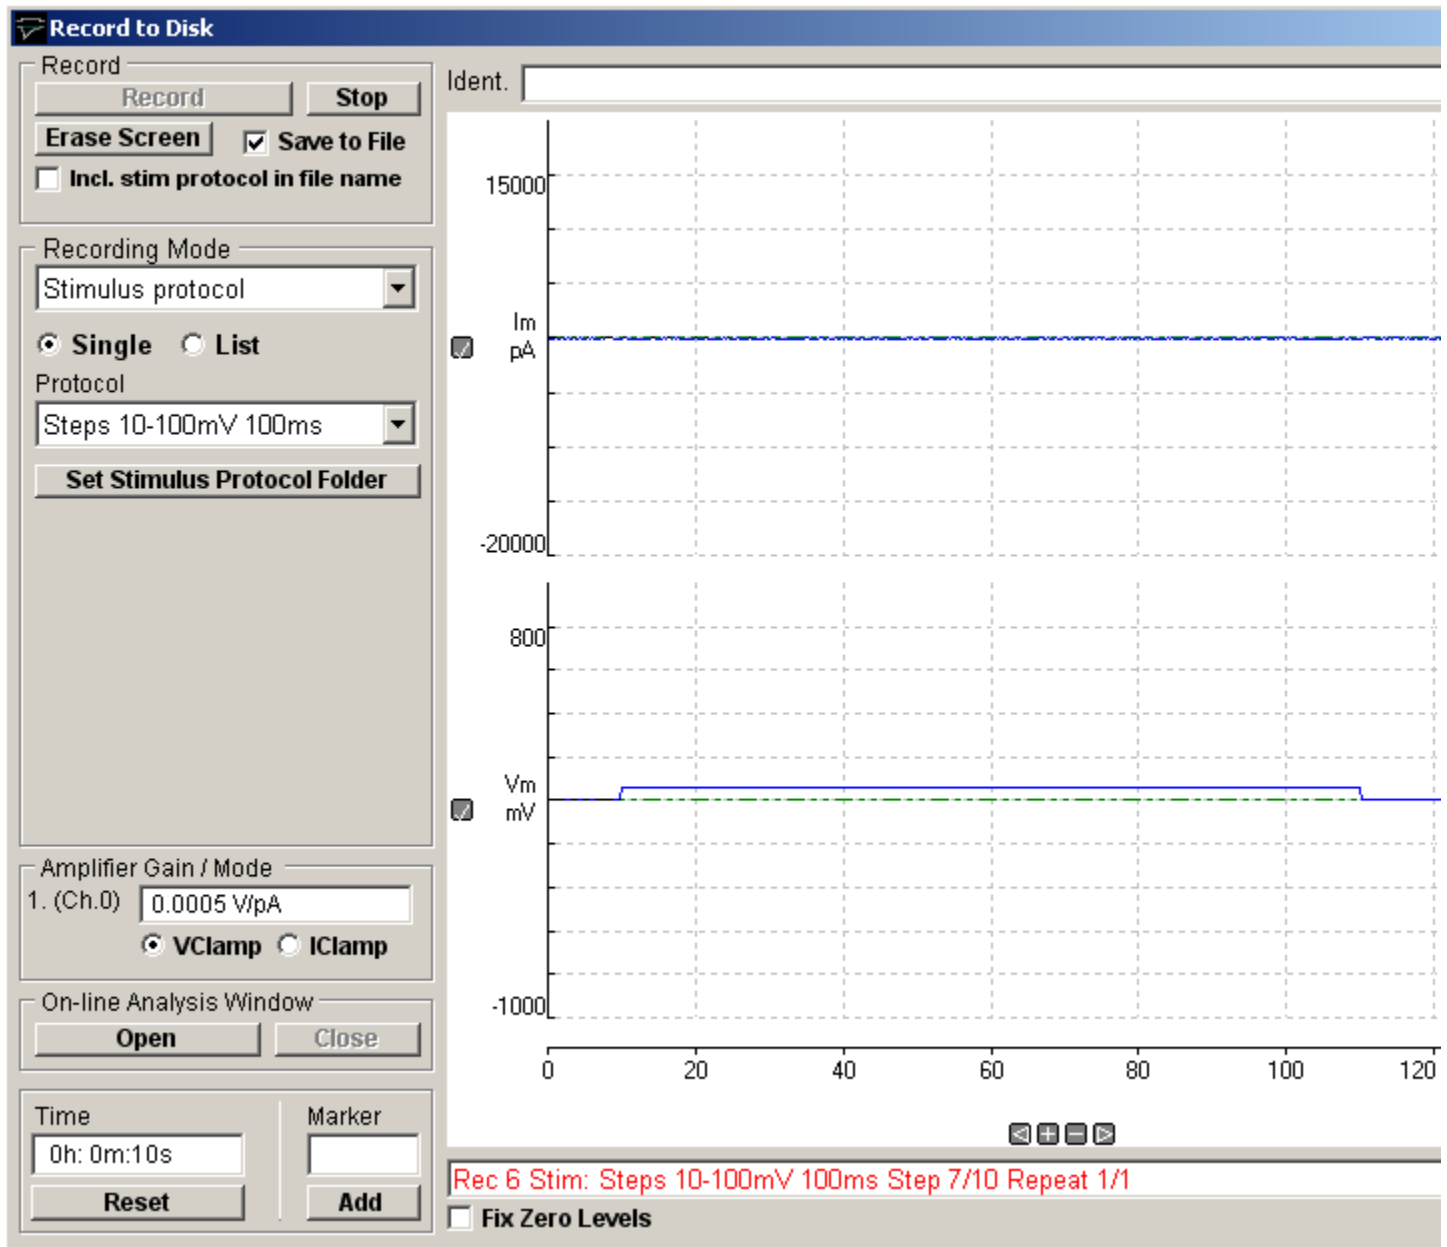 Record to Disk
Record
Record Stop
Erase Screen Save to File
Incl. stim protocol in file name
Recording Mode
Stimulus protocol
Single List
Protocol
Steps 10-100mV 100ms
Set Stimulus Protocol Folder
Amplifier Gain / Mode
1. (Ch.0) 0.0005 V/pA
VClamp IClamp
On-line Analysis Window
Open Close
Time Marker
0h: 0m:10s
Reset Add
Ident.
15000
Im
pA
-20000
800
Vm
mV
-1000
0 20 40 60 80 100 120
Rec 6 Stim: Steps 10-100mV 100ms Step 7/10 Repeat 1/1
Fix Zero Levels